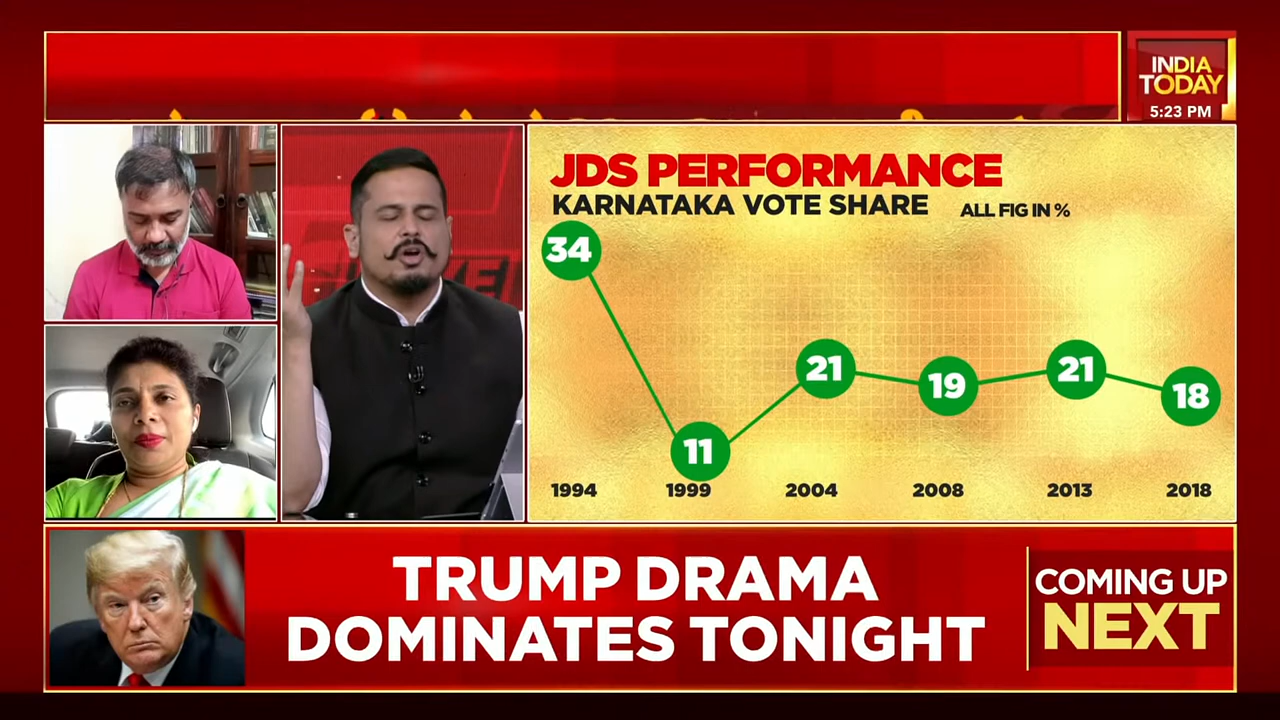 INDIA
TODAY
5:23 PM
JDS PERFORMANCE
KARNATAKA VOTE SHARE ALL FIG IN %
34
11
21
19
21
18
1994 1999 2004 2008 2013 2018
TRUMP DRAMA
DOMINATES TONIGHT
COMING UP
NEXT